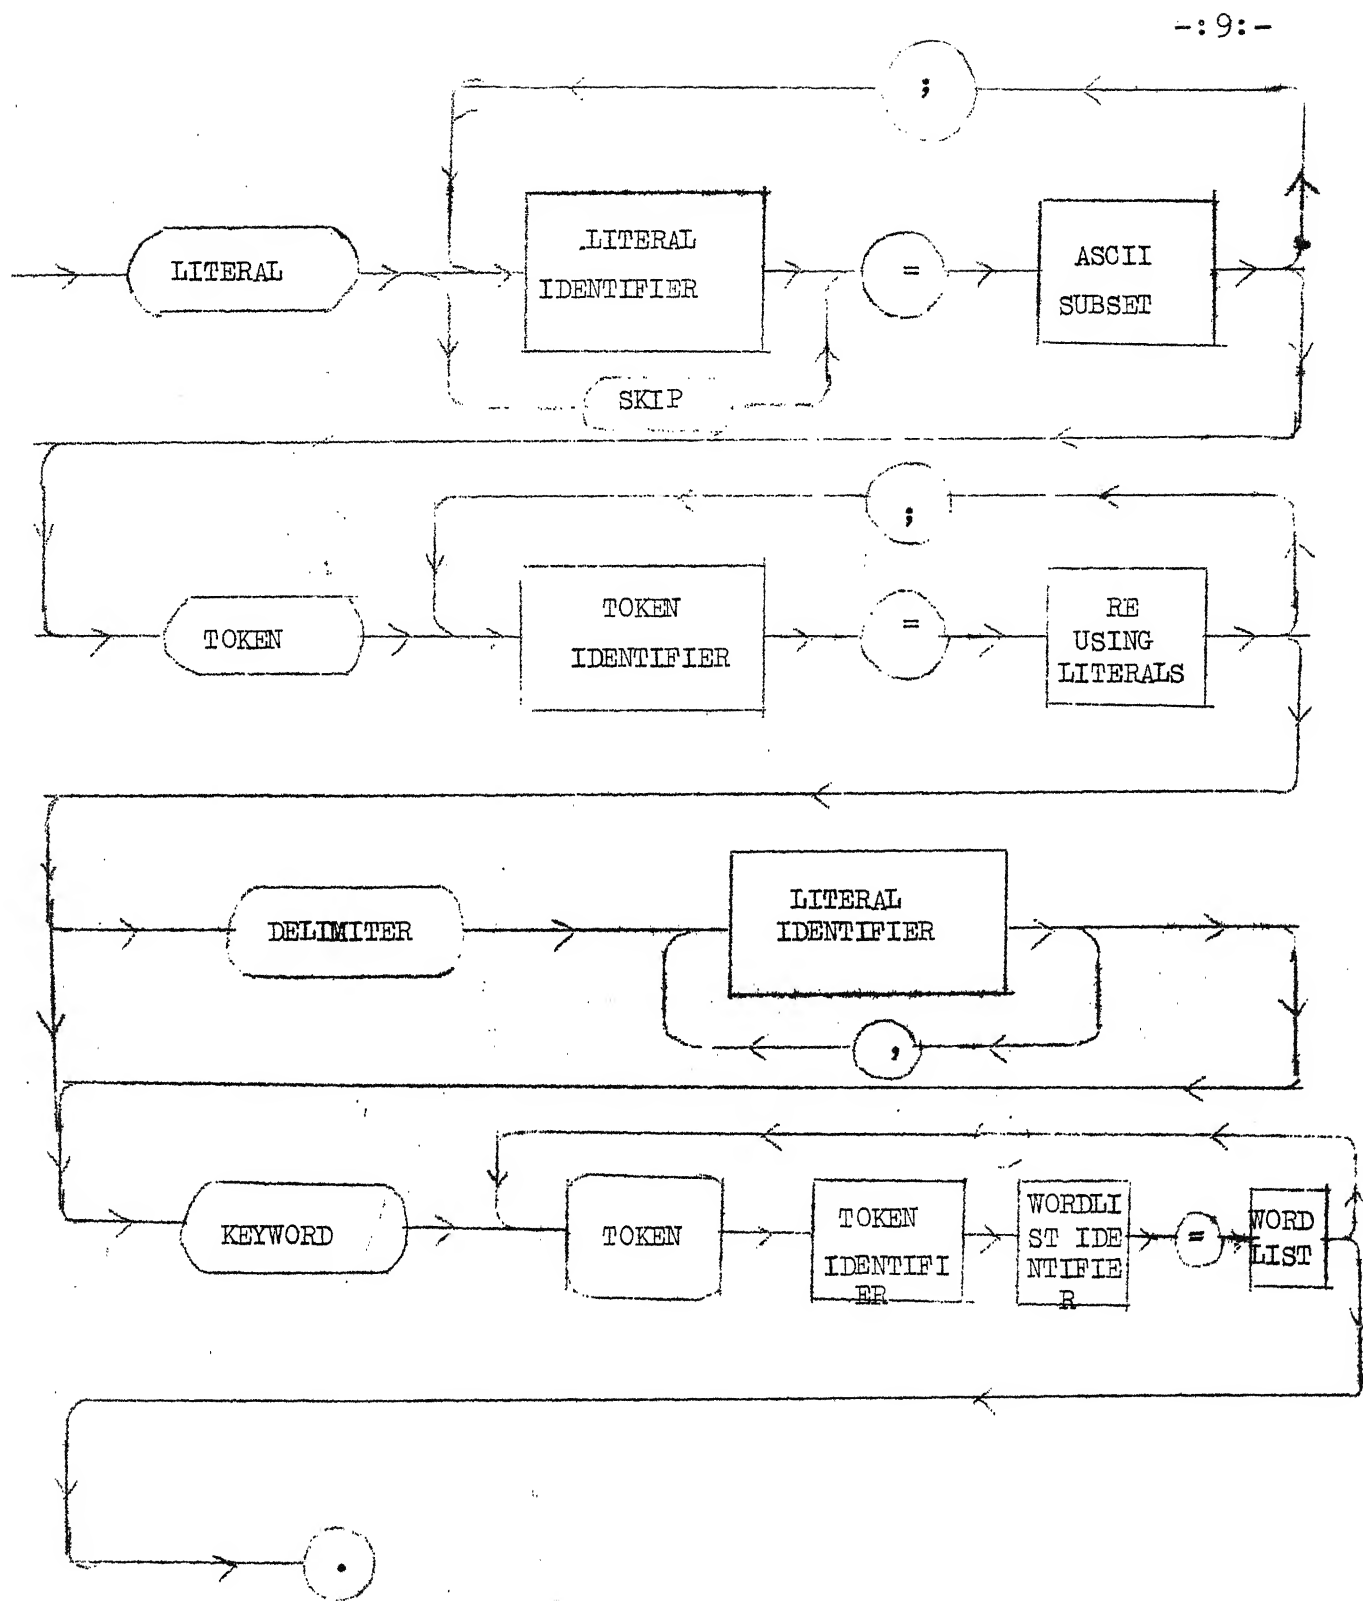 -:9:-
;
LITERAL
.LITERAL
IDENTIFIER
=
ASCII
SUBSET
SKIP
;
TOKEN
TOKEN
IDENTIFIER
=
RE
USING
LITERALS
DELIMITER
LITERAL
IDENTIFIER
,
KEYWORD
TOKEN
TOKEN
IDENTIFI
ER
WORDLI
ST IDE
NTIFIE
R
=
WORD
LIST
.